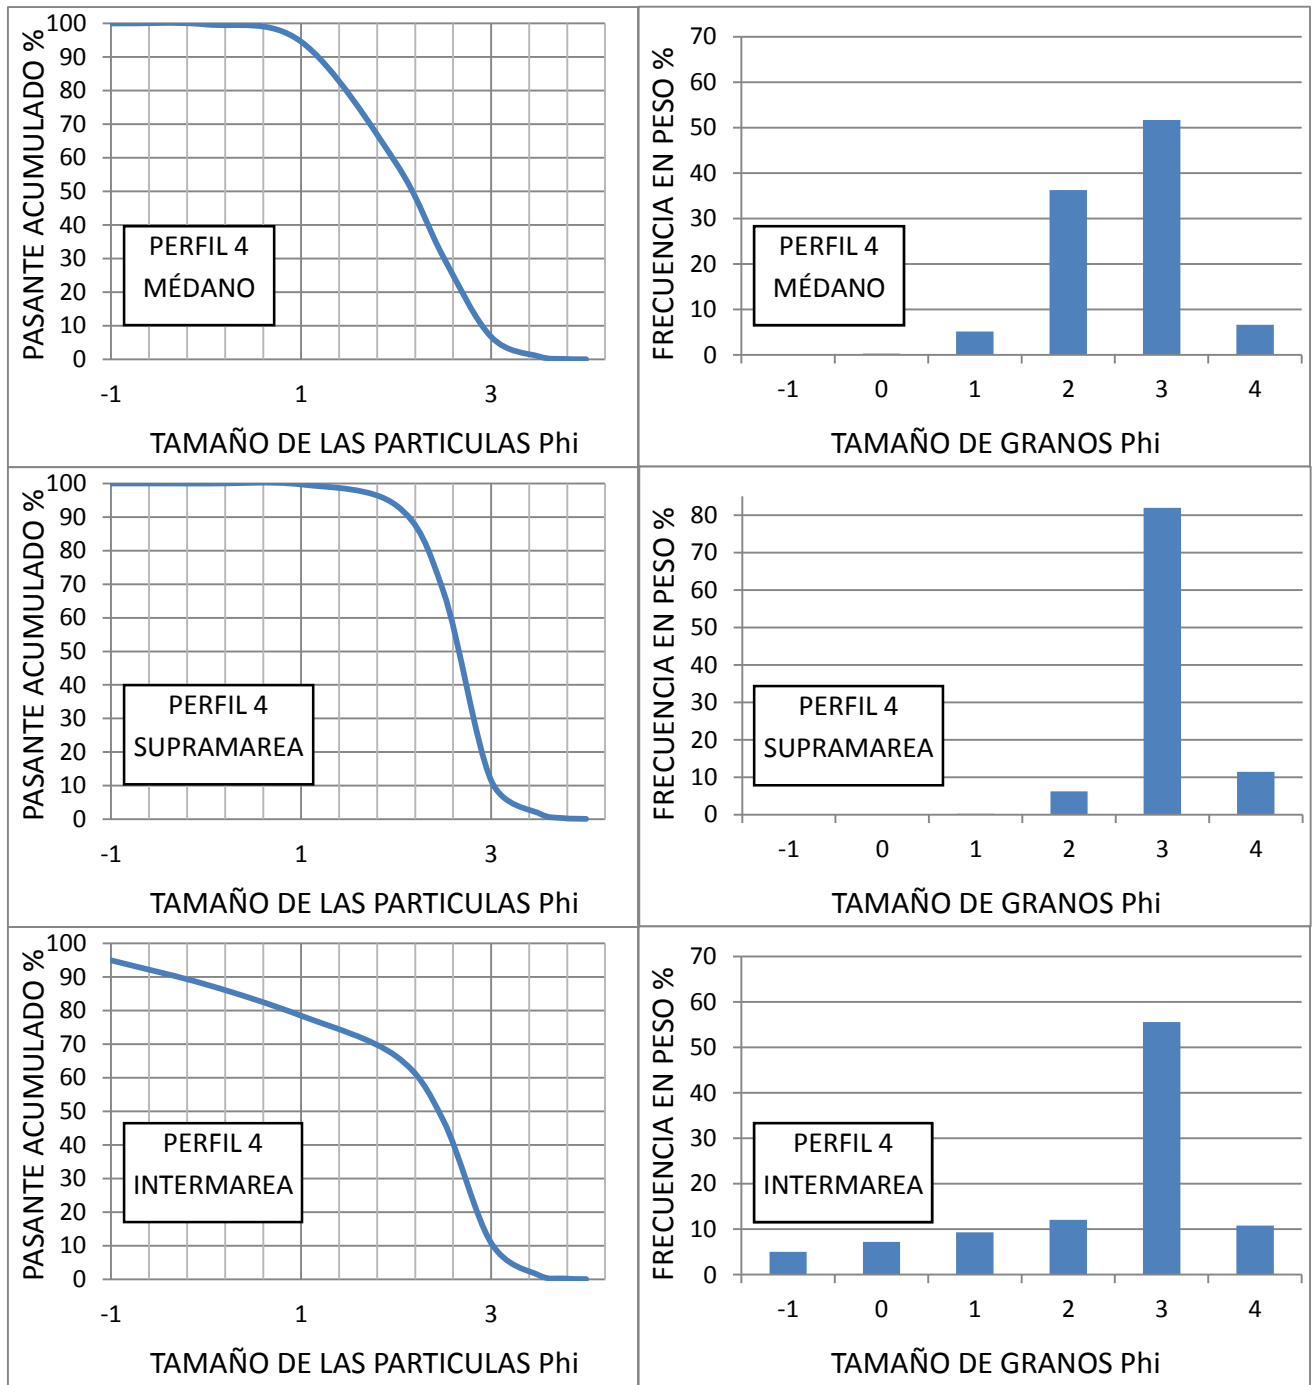 PASANTE ACUMULADO %
100
90
80
70
60
50
40
30
20
10
0
-1 1 3
PERFIL 4
MÉDANO
TAMAÑO DE LAS PARTICULAS Phi
FRECUENCIA EN PESO %
70
60
50
40
30
20
10
0
-1 0 1 2 3 4
PERFIL 4
MÉDANO
TAMAÑO DE GRANOS Phi
PASANTE ACUMULADO %
100
90
80
70
60
50
40
30
20
10
0
-1 1 3
PERFIL 4
SUPRAMAREA
TAMAÑO DE LAS PARTICULAS Phi
FRECUENCIA EN PESO %
80
70
60
50
40
30
20
10
0
-1 0 1 2 3 4
PERFIL 4
SUPRAMAREA
TAMAÑO DE GRANOS Phi
PASANTE ACUMULADO %
100
90
80
70
60
50
40
30
20
10
0
-1 1 3
PERFIL 4
INTERMAREA
TAMAÑO DE LAS PARTICULAS Phi
FRECUENCIA EN PESO %
70
60
50
40
30
20
10
0
-1 0 1 2 3 4
PERFIL 4
INTERMAREA
TAMAÑO DE GRANOS Phi